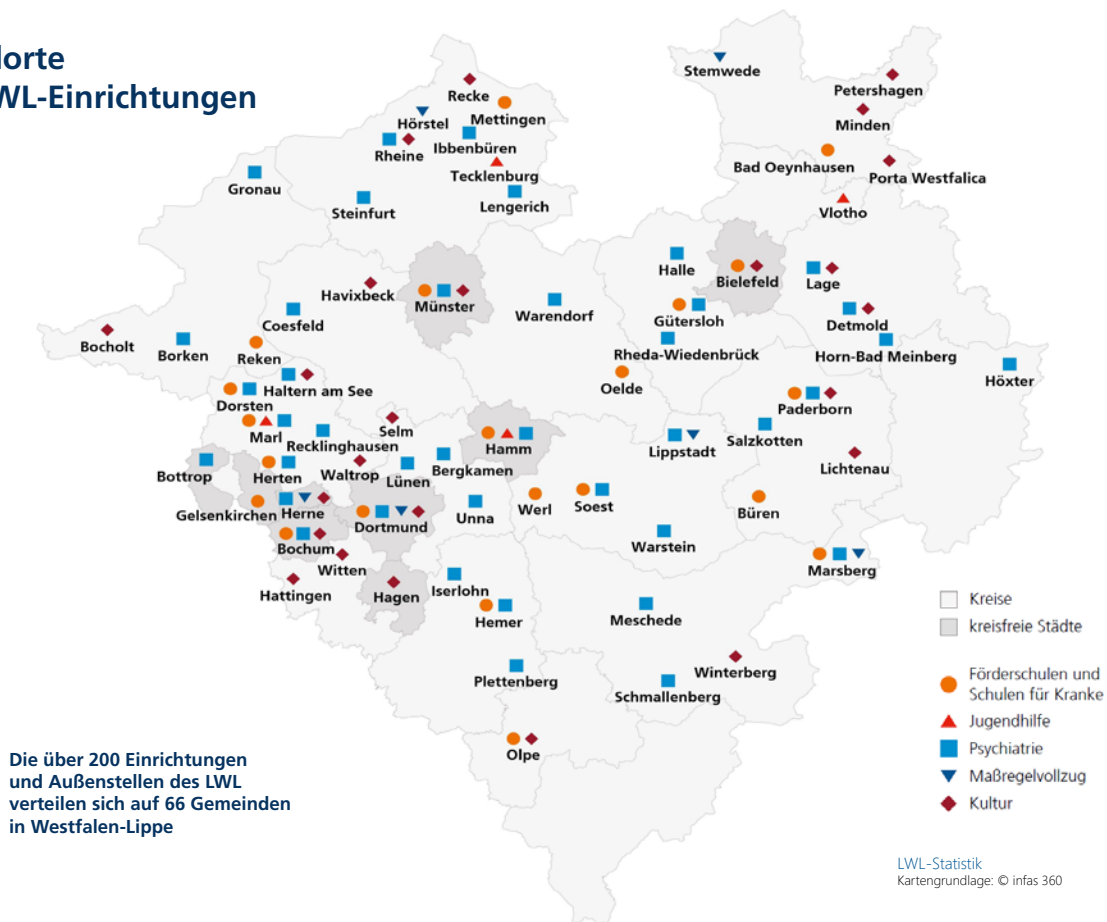 lorte
WL-Einrichtungen
Stemwede
Petershagen
Recke
Mettingen
Minden
Hörstel
Ibbenbüren
Rheine
Bad Oeynhausen
Tecklenburg
Porta Westfalica
Gronau
Lengerich
Steinfurt
Vlotho
Halle
Bielefeld
Lage
Havixbeck
Münster
Warendorf
Gütersloh
Coesfeld
Detmold
Bocholt
Borken
Reken
Rheda-Wiedenbrück
Horn-Bad Meinberg
Höxter
Haltern am See
Oelde
Dorsten
Paderborn
Marl
Selm
Recklinghausen
Hamm
Lippstadt
Salzkotten
Lichtenau
Bottrop
Herten
Waltrop
Lünen
Bergkamen
Gelsenkirchen
Herne
Dortmund
Unna
Werl
Soest
Büren
Bochum
Warstein
Witten
Marsberg
Hattingen
Hagen
Iserlohn
Hemer
Meschede
Winterberg
Plettenberg
Schmallenberg
Olpe
Kreise
kreisfreie Städte
Förderschulen und
Schulen für Kranke
Jugendhilfe
Psychiatrie
Maßregelvollzug
Kultur
Die über 200 Einrichtungen
und Außenstellen des LWL
verteilen sich auf 66 Gemeinden
in Westfalen-Lippe
LWL-Statistik
Kartengrundlage: © infas 360